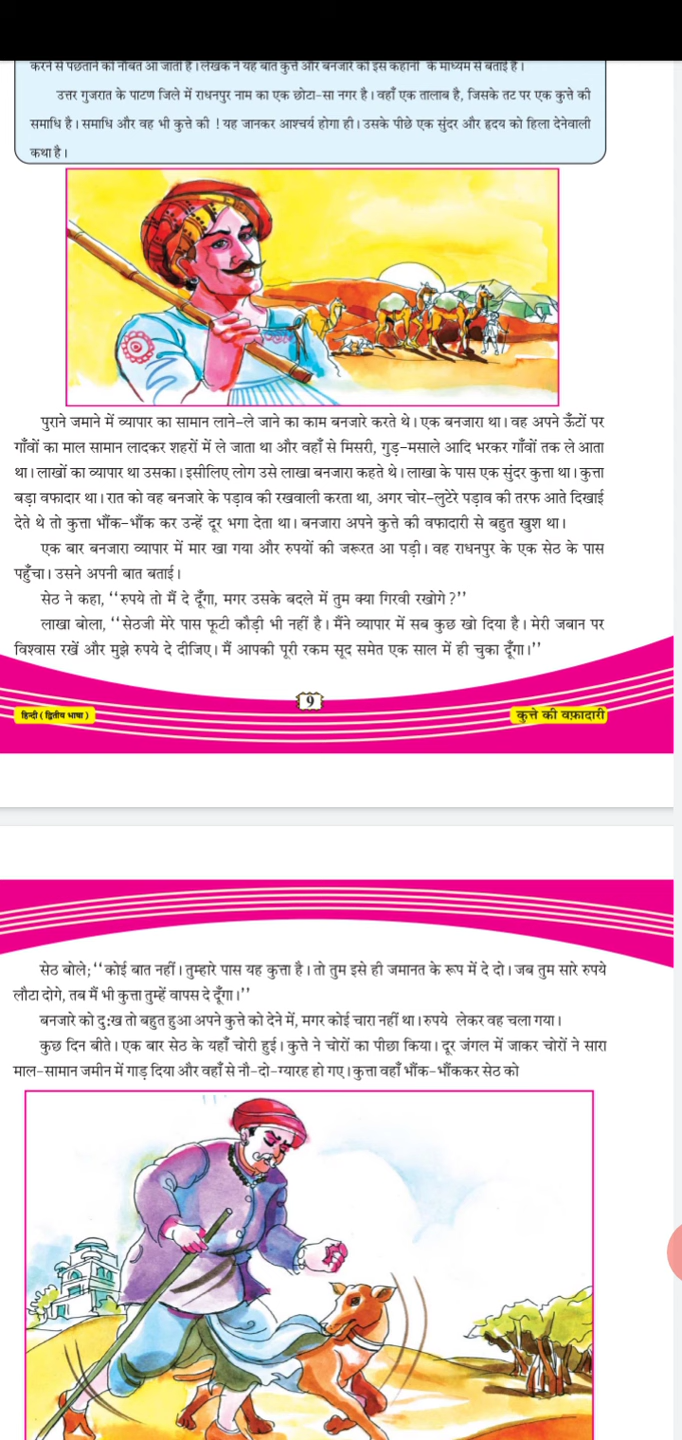 करने से पछताने की नौबत आ जाती है। लेखक ने यह बात कुत्ते और बनजारे की इस कहानी के माध्यम से बताई है।
उत्तर गुजरात के पाटण जिले में राधनपुर नाम का एक छोटा-सा नगर है। वहाँ एक तालाब है, जिसके तट पर एक कुत्ते की
समाधि है। समाधि और वह भी कुत्ते की ! यह जानकर आश्चर्य होगा ही। उसके पीछे एक सुंदर और हृदय को हिला देनेवाली
कथा है।
पुराने जमाने में व्यापार का सामान लाने-ले जाने का काम बनजारे करते थे। एक बनजारा था। वह अपने ऊँटों पर
गाँवों का माल सामान लादकर शहरों में ले जाता था और वहाँ से मिसरी, गुड़-मसाले आदि भरकर गाँवों तक ले आता
था। लाखों का व्यापार था उसका। इसीलिए लोग उसे लाखा बनजारा कहते थे। लाखा के पास एक सुंदर कुत्ता था। कुत्ता
बड़ा वफादार था। रात को वह बनजारे के पड़ाव की रखवाली करता था, अगर चोर-लुटेरे पड़ाव की तरफ आते दिखाई
देते थे तो कुत्ता भौंक-भौंक कर उन्हें दूर भगा देता था। बनजारा अपने कुत्ते की वफादारी से बहुत खुश था।
एक बार बनजारा व्यापार में मार खा गया और रुपयों की जरूरत आ पड़ी। वह राधनपुर के एक सेठ के पास
पहुँचा। उसने अपनी बात बताई।
सेठ ने कहा, ‘‘रुपये तो मैं दे दूँगा, मगर उसके बदले में तुम क्या गिरवी रखोगे ?’’
लाखा बोला, ‘‘सेठजी मेरे पास फूटी कौड़ी भी नहीं है। मैंने व्यापार में सब कुछ खो दिया है। मेरी जबान पर
विश्वास रखें और मुझे रुपये दे दीजिए। मैं आपकी पूरी रकम सूद समेत एक साल में ही चुका दूँगा।’’
9
हिन्दी ( द्वितीय भाषा )
कुत्ते की वफ़ादारी
सेठ बोले; ‘‘कोई बात नहीं। तुम्हारे पास यह कुत्ता है। तो तुम इसे ही जमानत के रूप में दे दो। जब तुम सारे रुपये
लौटा दोगे, तब मैं भी कुत्ता तुम्हें वापस दे दूँगा।’’
बनजारे को दुःख तो बहुत हुआ अपने कुत्ते को देने में, मगर कोई चारा नहीं था। रुपये लेकर वह चला गया।
कुछ दिन बीते। एक बार सेठ के यहाँ चोरी हुई। कुत्ते ने चोरों का पीछा किया। दूर जंगल में जाकर चोरों ने सारा
माल-सामान जमीन में गाड़ दिया और वहाँ से नौ-दो-ग्यारह हो गए। कुत्ता वहाँ भौंक-भौंककर सेठ को